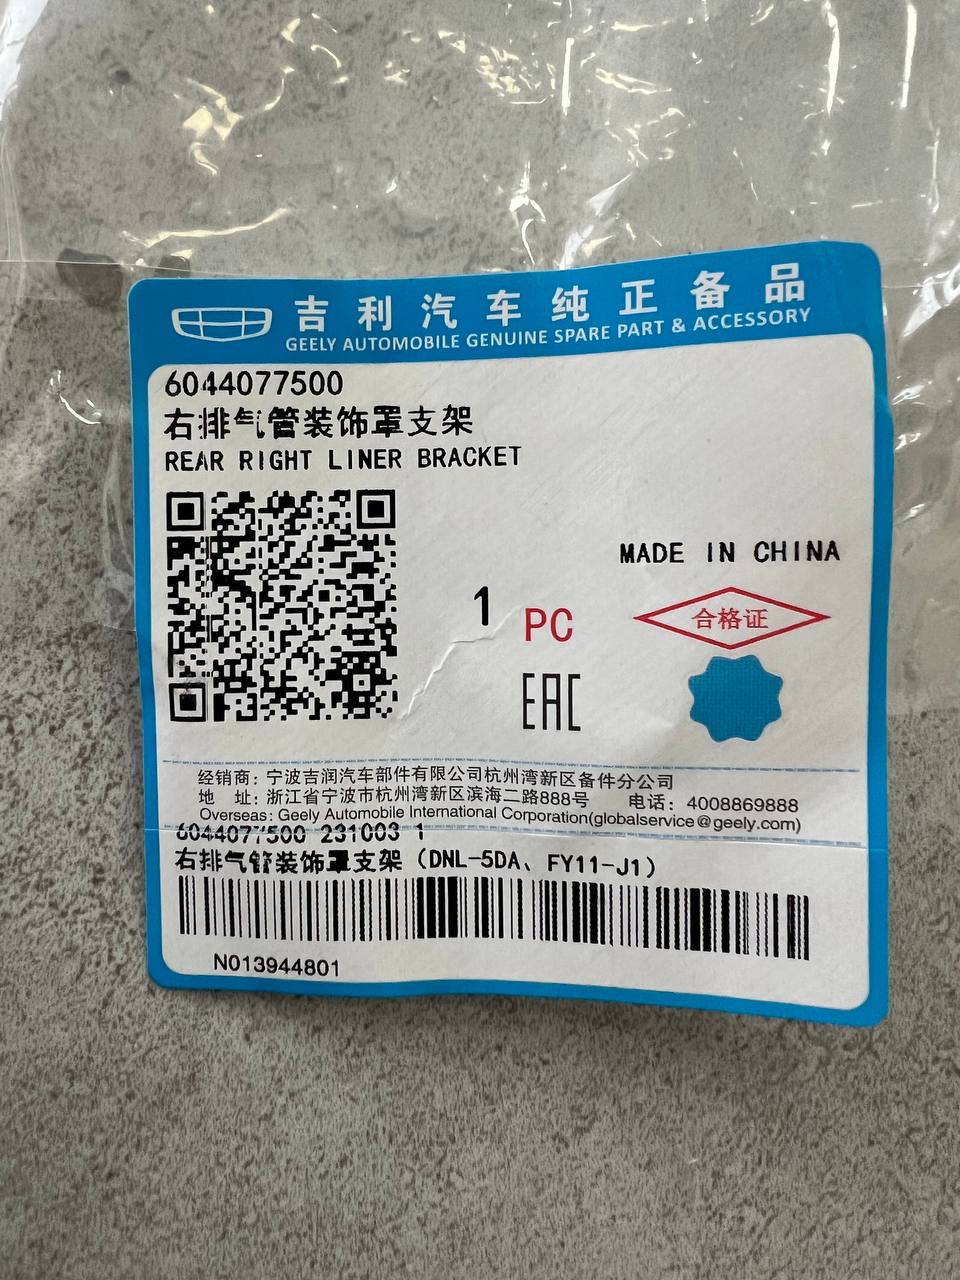 吉利汽车纯正备品
GEELY AUTOMOBILE GENUINE SPARE PART & ACCESSORY
6044077500
右排气管装饰罩支架
REAR RIGHT LINER BRACKET
MADE IN CHINA
1 PC
合格证
EAC
经销商：宁波吉润汽车部件有限公司杭州湾新区备件分公司
地 址：浙江省宁波市杭州湾新区滨海二路888号 电话：4008869888
Overseas: Geely Automobile International Corporation(globalservice@geely.com)
6044077500 231003 1
右排气管装饰罩支架（DNL-5DA、FY11-J1）
N013944801